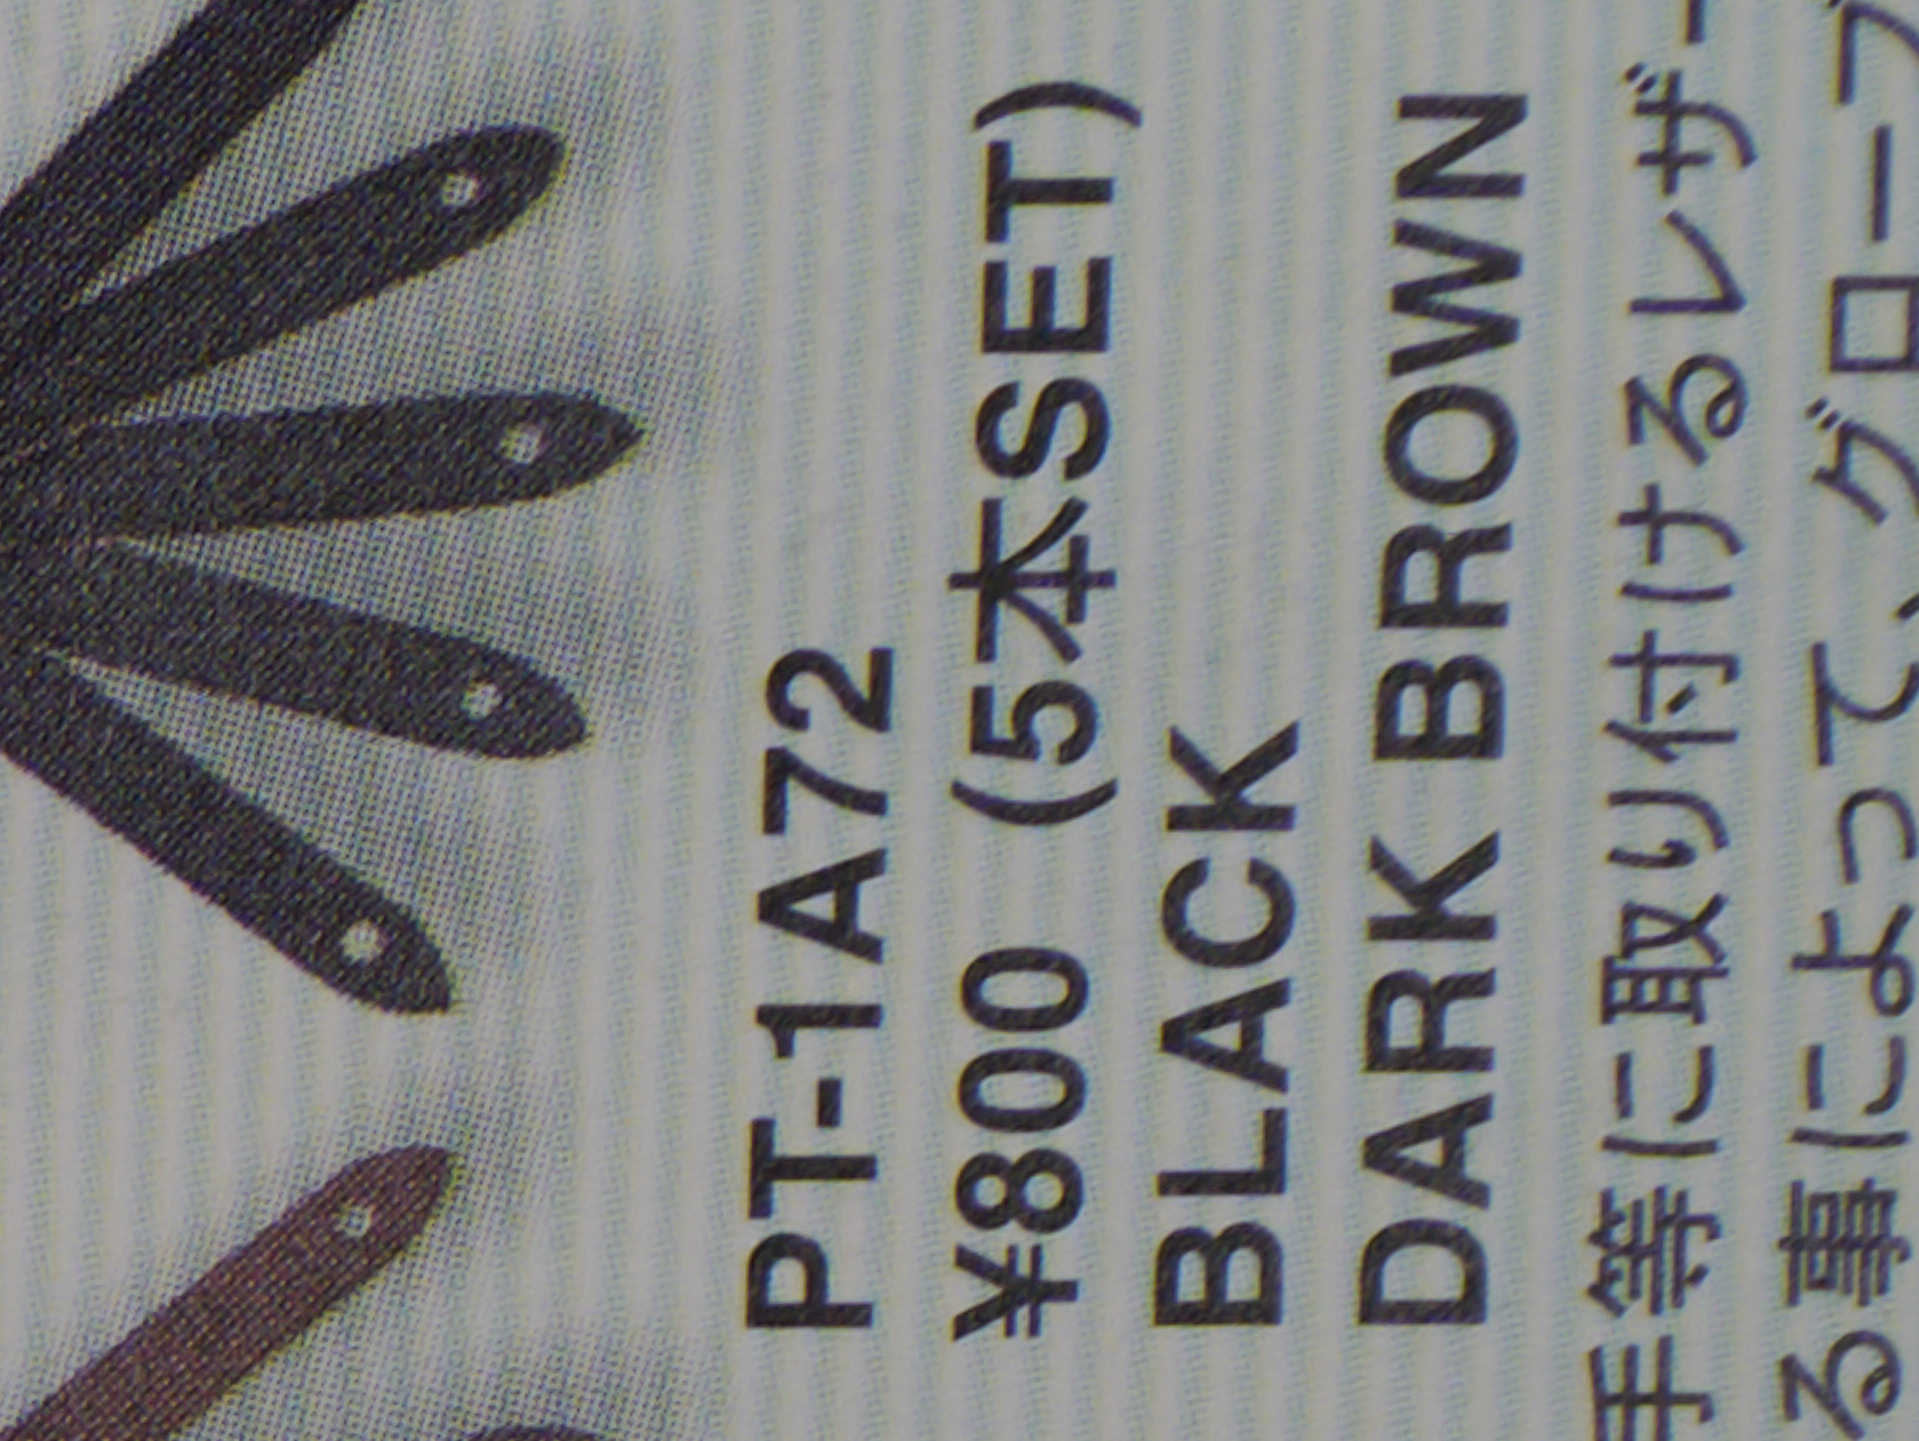 PT-1A72
¥800 (5本SET)
BLACK
DARK BROWN
手等に取り付けるレザー
る事によって、グローブ